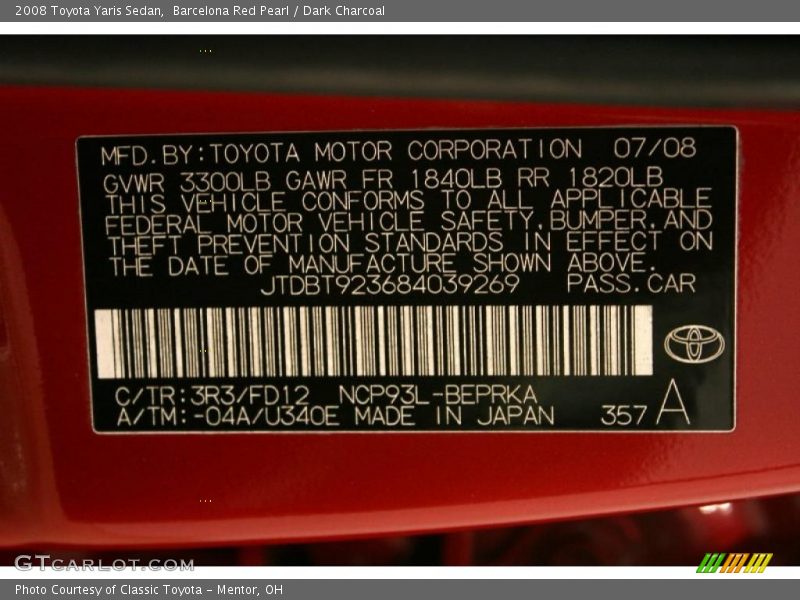 2008 Toyota Yaris Sedan,  Barcelona Red Pearl / Dark Charcoal
MFD.BY:TOYOTA MOTOR CORPORATION 07/08
GVWR 3300LB GAWR FR 1840LB RR 1820LB
THIS VEHICLE CONFORMS TO ALL APPLICABLE
FEDERAL MOTOR VEHICLE SAFETY,BUMPER,AND
THEFT PREVENTION STANDARDS IN EFFECT ON
THE DATE OF MANUFACTURE SHOWN ABOVE.
JTDBT923684039269 PASS.CAR
C/TR:3R3/FD12 NCP93L-BEPRKA
A/TM:-04A/U340E MADE IN JAPAN 357 A
GTcarlot.com
Photo Courtesy of Classic Toyota - Mentor, OH